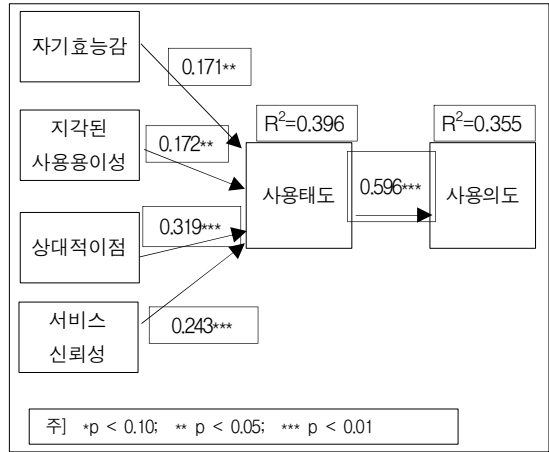 자기효능감
0.171**
R²=0.396
R²=0.355
지각된
사용용이성
0.172**
사용태도
0.596***
사용의도
상대적이점
0.319***
서비스
신뢰성
0.243***
주] *p < 0.10; ** p < 0.05; *** p < 0.01